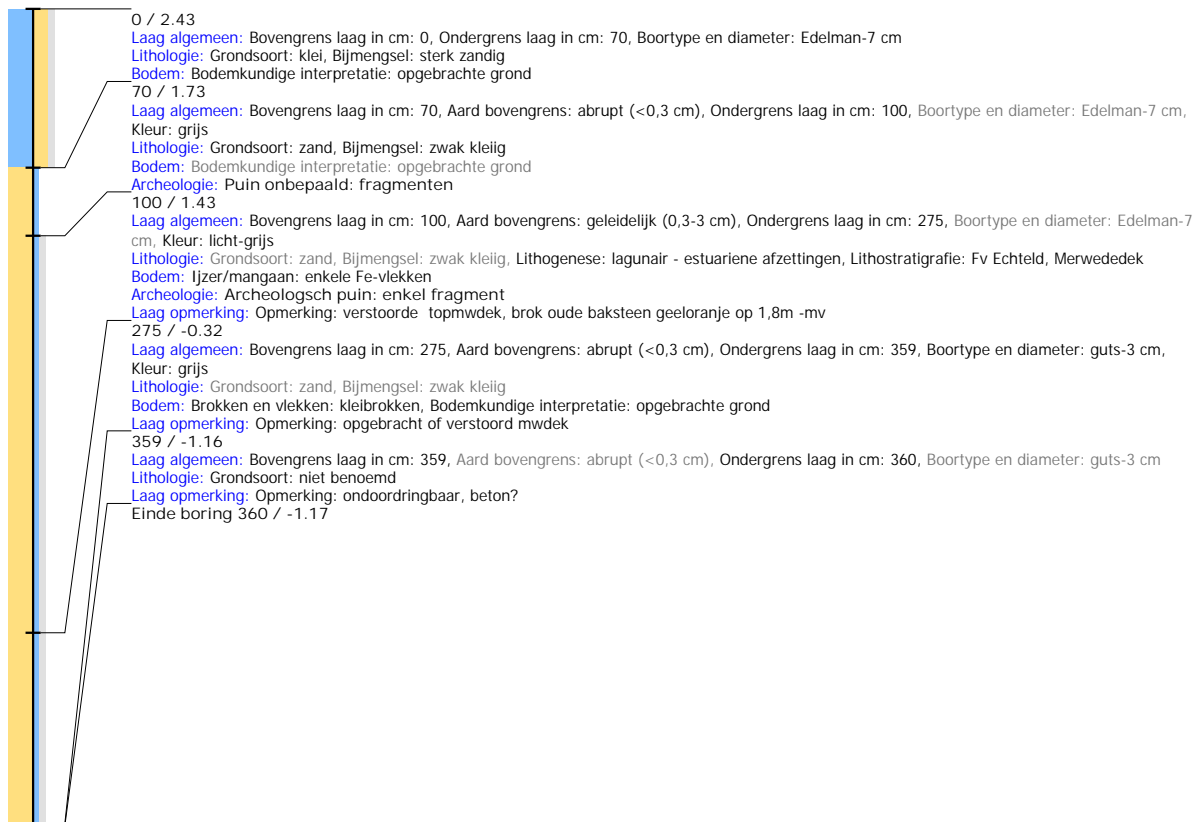 0 / 2.43
Laag algemeen: Bovengrens laag in cm: 0, Ondergrens laag in cm: 70, Boortype en diameter: Edelman-7 cm
Lithologie: Grondsoort: klei, Bijmengsel: sterk zandig
Bodem: Bodemkundige interpretatie: opgebrachte grond
70 / 1.73
Laag algemeen: Bovengrens laag in cm: 70, Aard bovengrens: abrupt (<0,3 cm), Ondergrens laag in cm: 100, Boortype en diameter: Edelman-7 cm,
Kleur: grijs
Lithologie: Grondsoort: zand, Bijmengsel: zwak kleiig
Bodem: Bodemkundige interpretatie: opgebrachte grond
Archeologie: Puin onbepaald: fragmenten
100 / 1.43
Laag algemeen: Bovengrens laag in cm: 100, Aard bovengrens: geleidelijk (0,3-3 cm), Ondergrens laag in cm: 275, Boortype en diameter: Edelman-7
cm, Kleur: licht-grijs
Lithologie: Grondsoort: zand, Bijmengsel: zwak kleiig, Lithogenese: lagunair - estuariene afzettingen, Lithostratigrafie: Fv Echteld, Merwededek
Bodem: Ijzer/mangaan: enkele Fe-vlekken
Archeologie: Archeologsch puin: enkel fragment
Laag opmerking: Opmerking: verstoorde topmwdek, brok oude baksteen geeloranje op 1,8m -mv
275 / -0.32
Laag algemeen: Bovengrens laag in cm: 275, Aard bovengrens: abrupt (<0,3 cm), Ondergrens laag in cm: 359, Boortype en diameter: guts-3 cm,
Kleur: grijs
Lithologie: Grondsoort: zand, Bijmengsel: zwak kleiig
Bodem: Brokken en vlekken: kleibrokken, Bodemkundige interpretatie: opgebrachte grond
Laag opmerking: Opmerking: opgebracht of verstoord mwdek
359 / -1.16
Laag algemeen: Bovengrens laag in cm: 359, Aard bovengrens: abrupt (<0,3 cm), Ondergrens laag in cm: 360, Boortype en diameter: guts-3 cm
Lithologie: Grondsoort: niet benoemd
Laag opmerking: Opmerking: ondoordringbaar, beton?
Einde boring 360 / -1.17